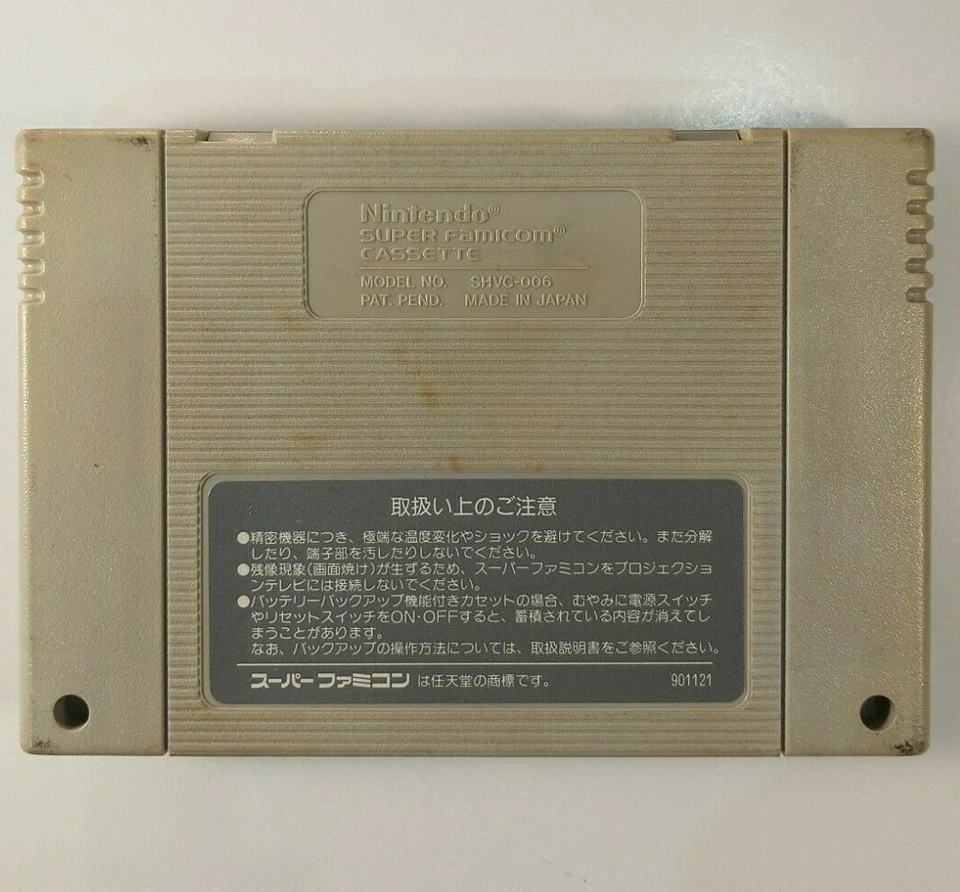 Nintendo®
SUPER FAMICOM®
CASSETTE
MODEL NO. SHVC-006
PAT. PEND. MADE IN JAPAN
取扱い上のご注意
●精密機器につき、極端な温度変化やショックを避けてください。また分解
したり、端子部を汚したりしないでください。
●残像現象(画面焼け)が生ずるため、スーパーファミコンをプロジェクショ
ンテレビには接続しないでください。
●バッテリーバックアップ機能付きカセットの場合、むやみに電源スイッチ
やリセットスイッチをON・OFFすると、蓄積されている内容が消えてし
まうことがあります。
なお、バックアップの操作方法については、取扱説明書をご参照ください。
スーパーファミコン は任天堂の商標です。 901121